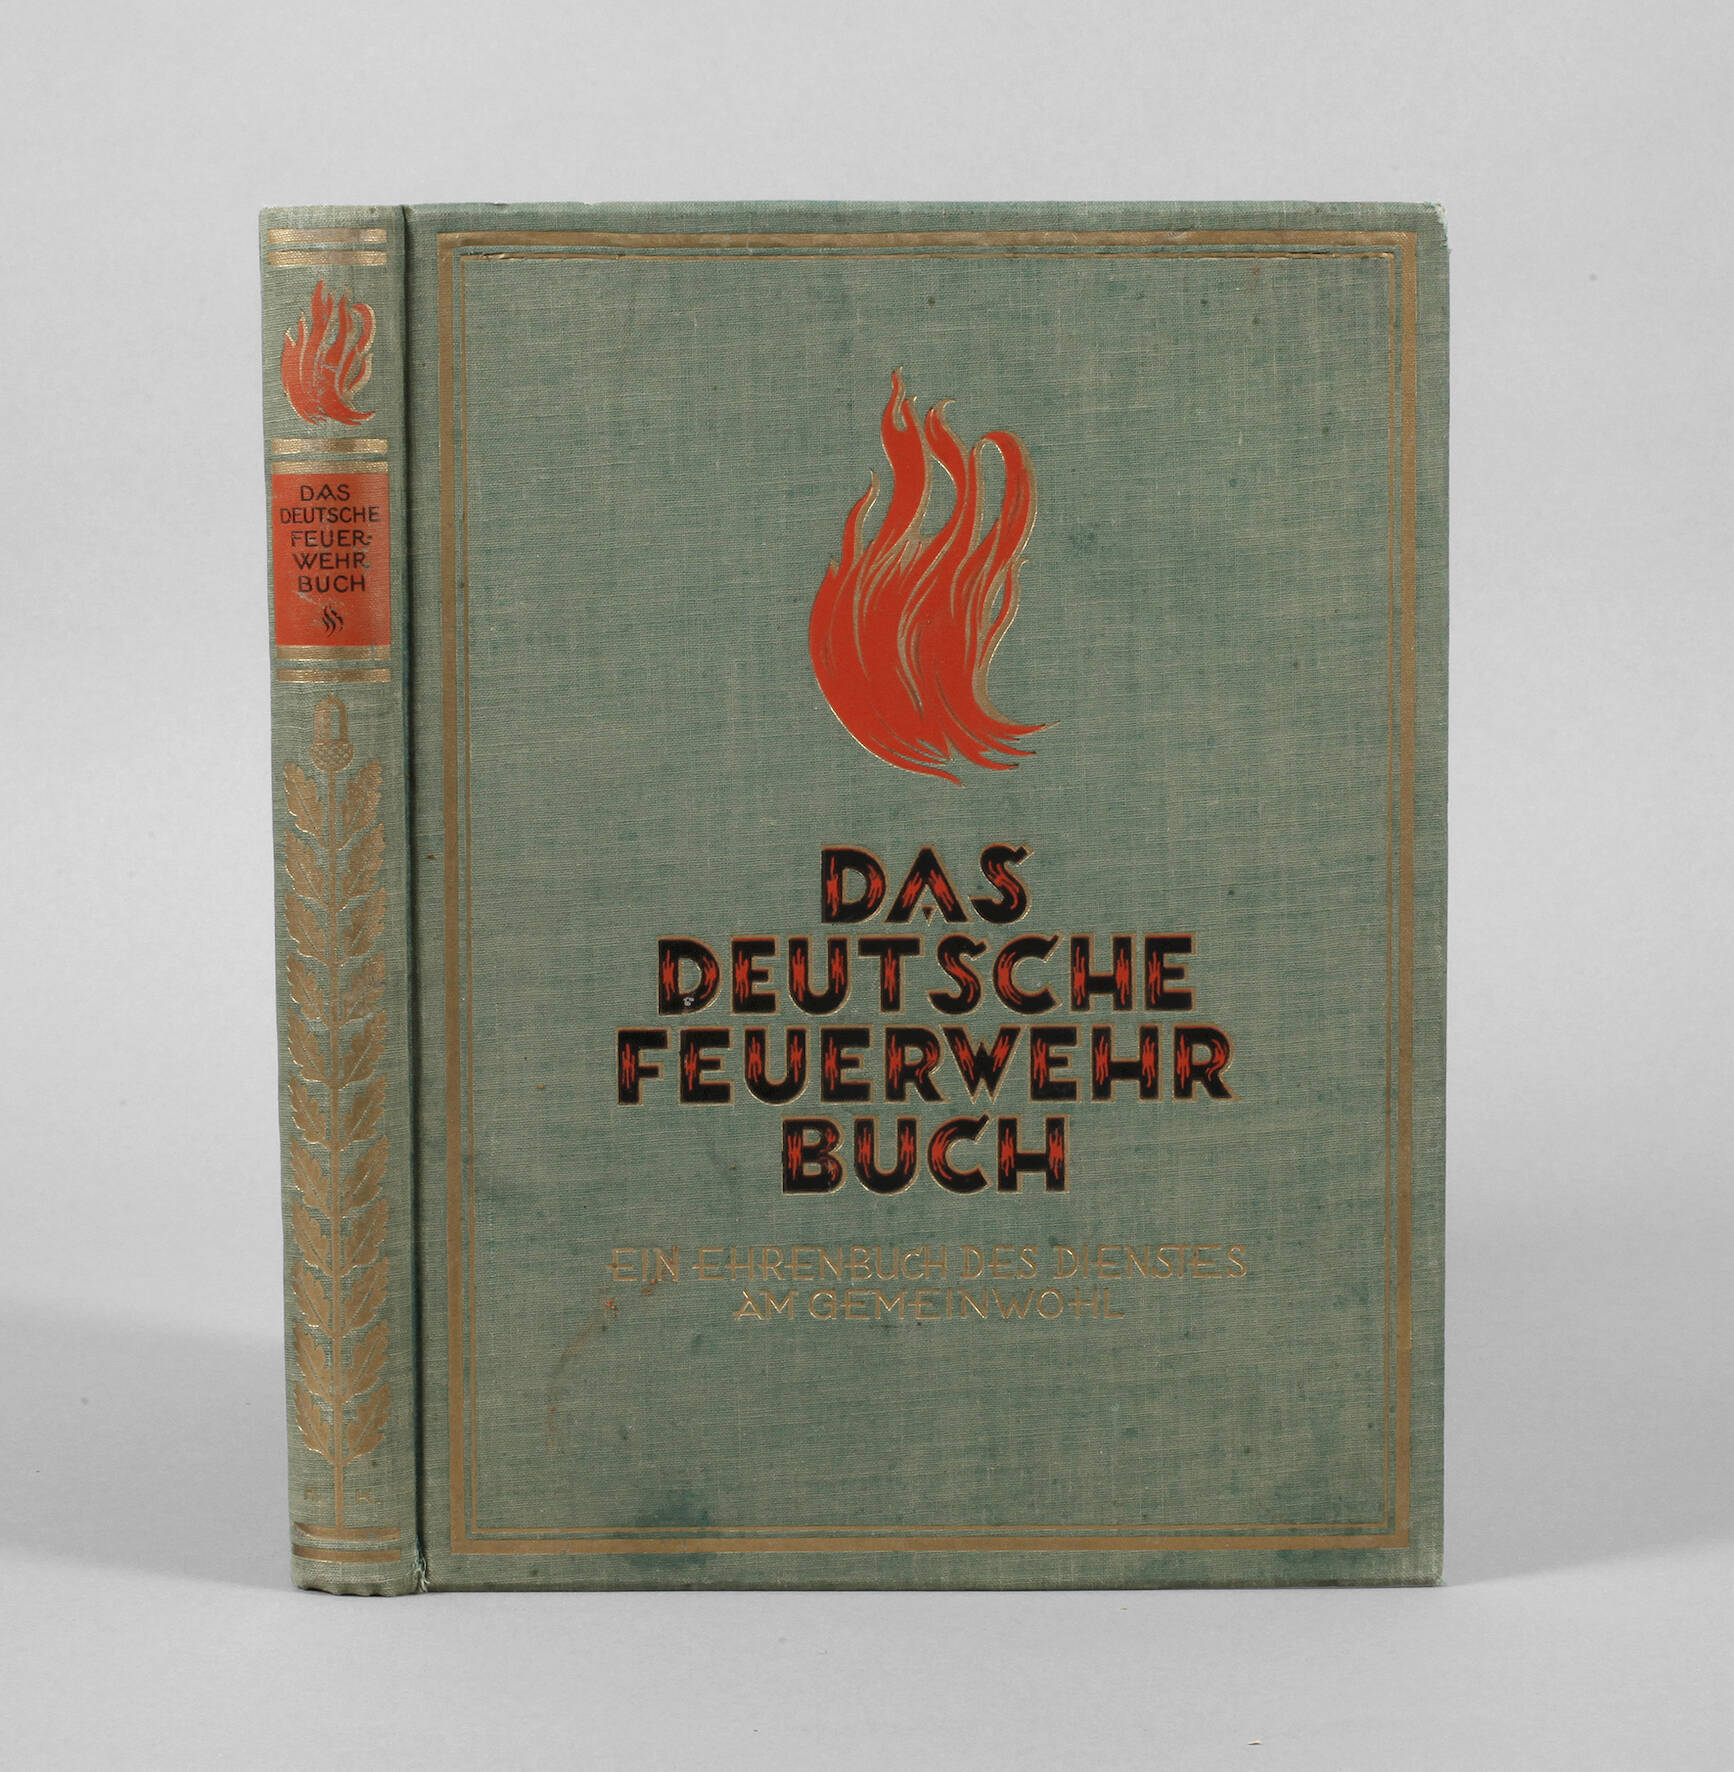 DAS
DEUTSCHE
FEUER-
WEHR
BUCH
DAS
DEUTSCHE
FEUERWEHR
BUCH
EIN EHRENBUCH DES DIENSTES
AM GEMEINWOHL